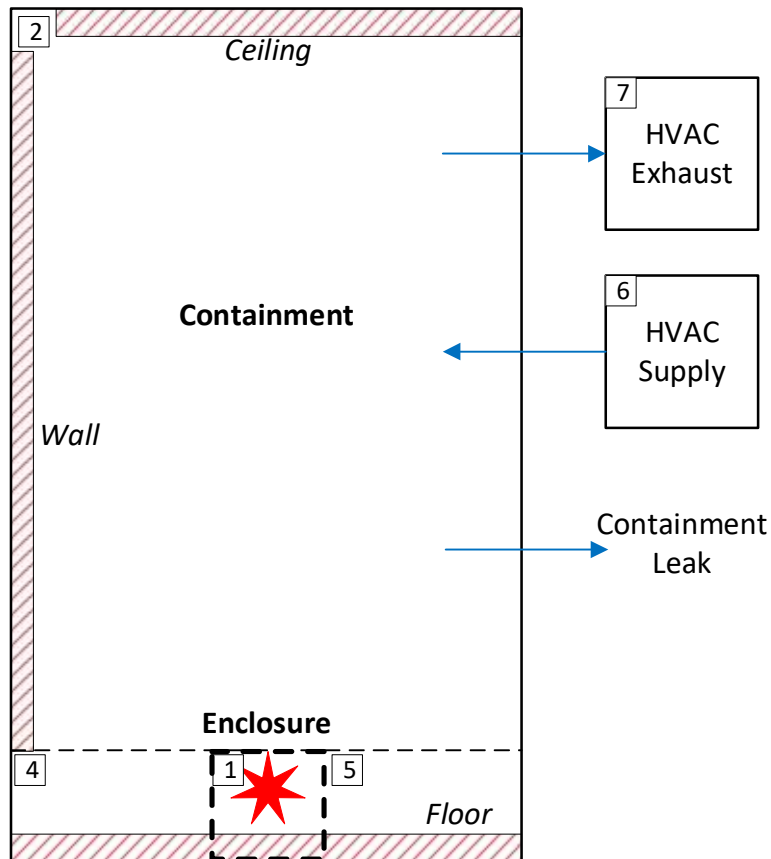 2
Ceiling
7
HVAC
Exhaust
Containment
6
HVAC
Supply
Wall
Containment
Leak
Enclosure
4
1
5
Floor